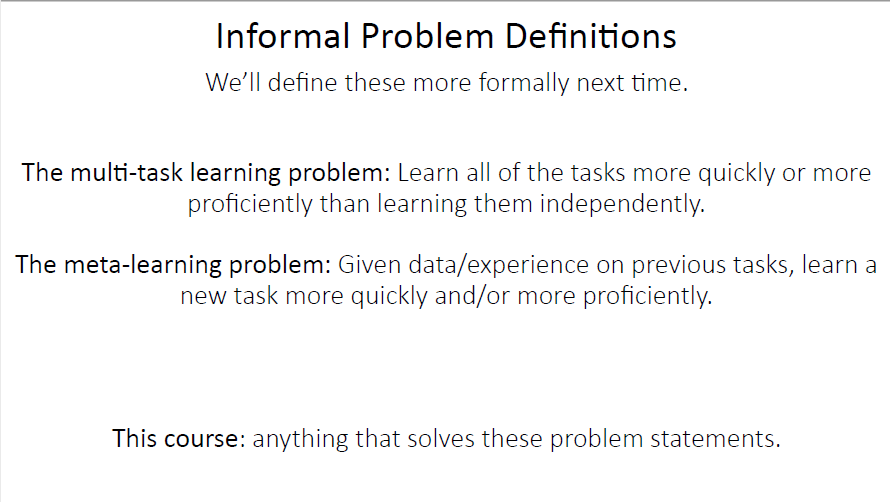 Informal Problem Definitions
We’ll define these more formally next time.
The multi-task learning problem: Learn all of the tasks more quickly or more
proficiently than learning them independently.
The meta-learning problem: Given data/experience on previous tasks, learn a
new task more quickly and/or more proficiently.
This course: anything that solves these problem statements.